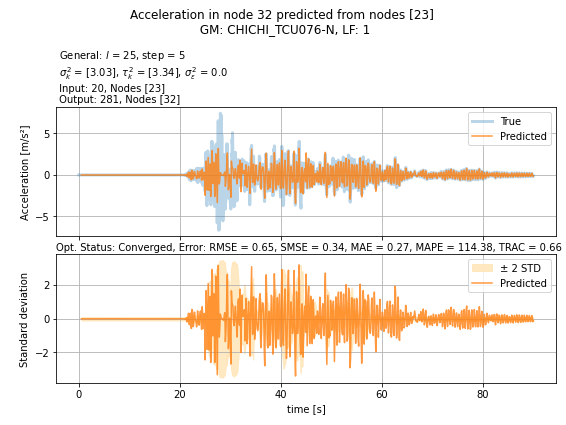 Acceleration in node 32 predicted from nodes [23]
GM: CHICHI_TCU076-N, LF: 1
General: l = 25, step = 5
σ²ₖ = [3.03], τ²ₖ = [3.34], σ²ε = 0.0
Input: 20, Nodes [23]
Output: 281, Nodes [32]
True
Predicted
5
0
−5
Acceleration [m/s²]
Opt. Status: Converged, Error: RMSE = 0.65, SMSE = 0.34, MAE = 0.27, MAPE = 114.38, TRAC = 0.66
± 2 STD
Predicted
2
0
−2
Standard deviation
0 20 40 60 80
time [s]